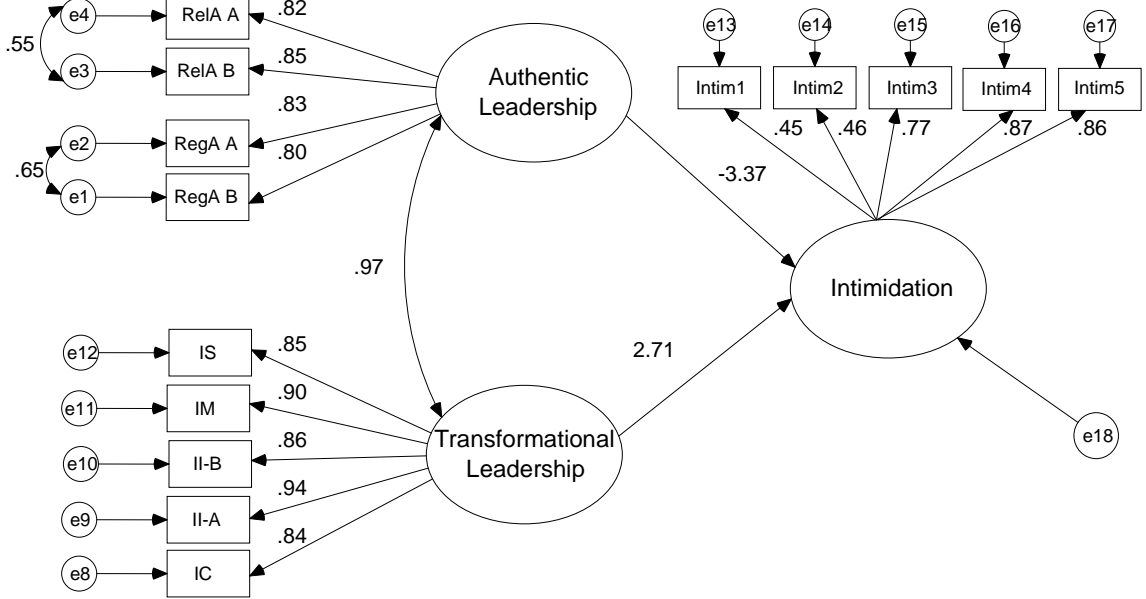 e4
RelA A
.82
.55
e3
RelA B
.85
e2
RegA A
.83
.65
e1
RegA B
.80
Authentic
Leadership
e13
e14
e15
e16
e17
Intim1
Intim2
Intim3
Intim4
Intim5
.45
.46
.77
.87
.86
-3.37
.97
Intimidation
2.71
e12
IS
.85
e11
IM
.90
e10
II-B
.86
e9
II-A
.94
e8
IC
.84
Transformational
Leadership
e18